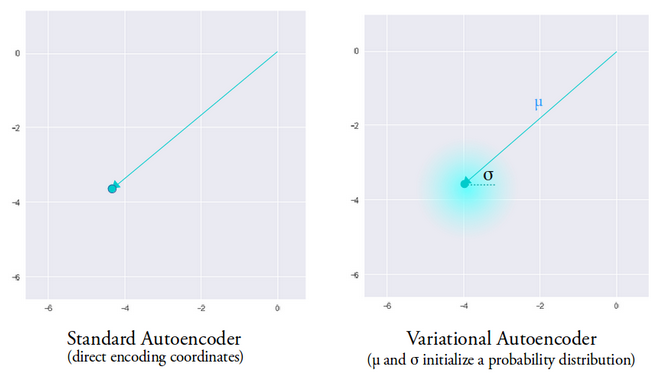 0
-2
-4
-6
-6
-4
-2
0
Standard Autoencoder
(direct encoding coordinates)
0
-2
-4
-6
μ
σ
-6
-4
-2
0
Variational Autoencoder
(μ and σ initialize a probability distribution)